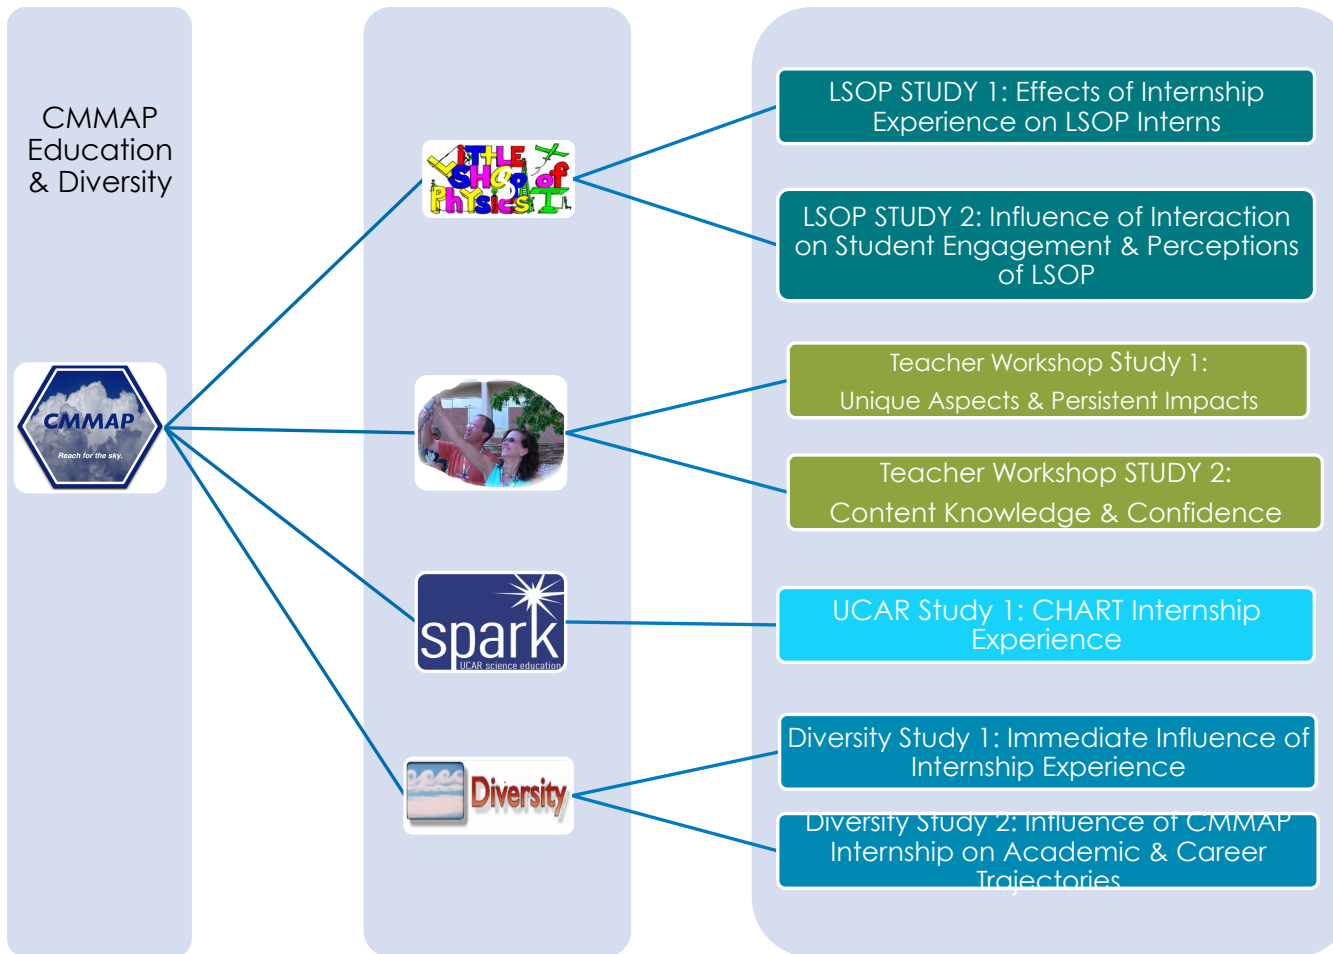 CMMAP
Education
& Diversity
CMMAP
Reach for the sky.
LiTtLE
SHOp of
PhYsicS
spark
UCAR science education
Diversity
LSOP STUDY 1: Effects of Internship
Experience on LSOP Interns
LSOP STUDY 2: Influence of Interaction
on Student Engagement & Perceptions
of LSOP
Teacher Workshop Study 1:
Unique Aspects & Persistent Impacts
Teacher Workshop STUDY 2:
Content Knowledge & Confidence
UCAR Study 1: CHART Internship
Experience
Diversity Study 1: Immediate Influence of
Internship Experience
Diversity Study 2: Influence of CMMAP
Internship on Academic & Career
Trajectories